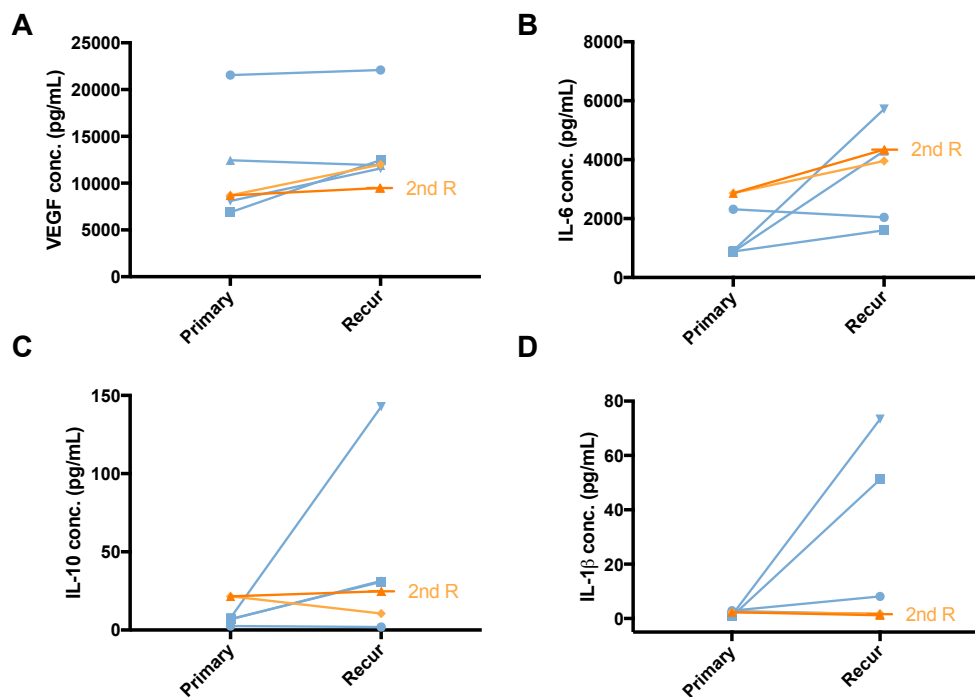 A
VEGF conc. (pg/mL)
25000
20000
15000
10000
5000
0
2nd R
Primary
Recur
B
IL-6 conc. (pg/mL)
8000
6000
4000
2000
0
2nd R
Primary
Recur
C
IL-10 conc. (pg/mL)
150
100
50
0
2nd R
Primary
Recur
D
IL-1β conc. (pg/mL)
80
60
40
20
0
2nd R
Primary
Recur